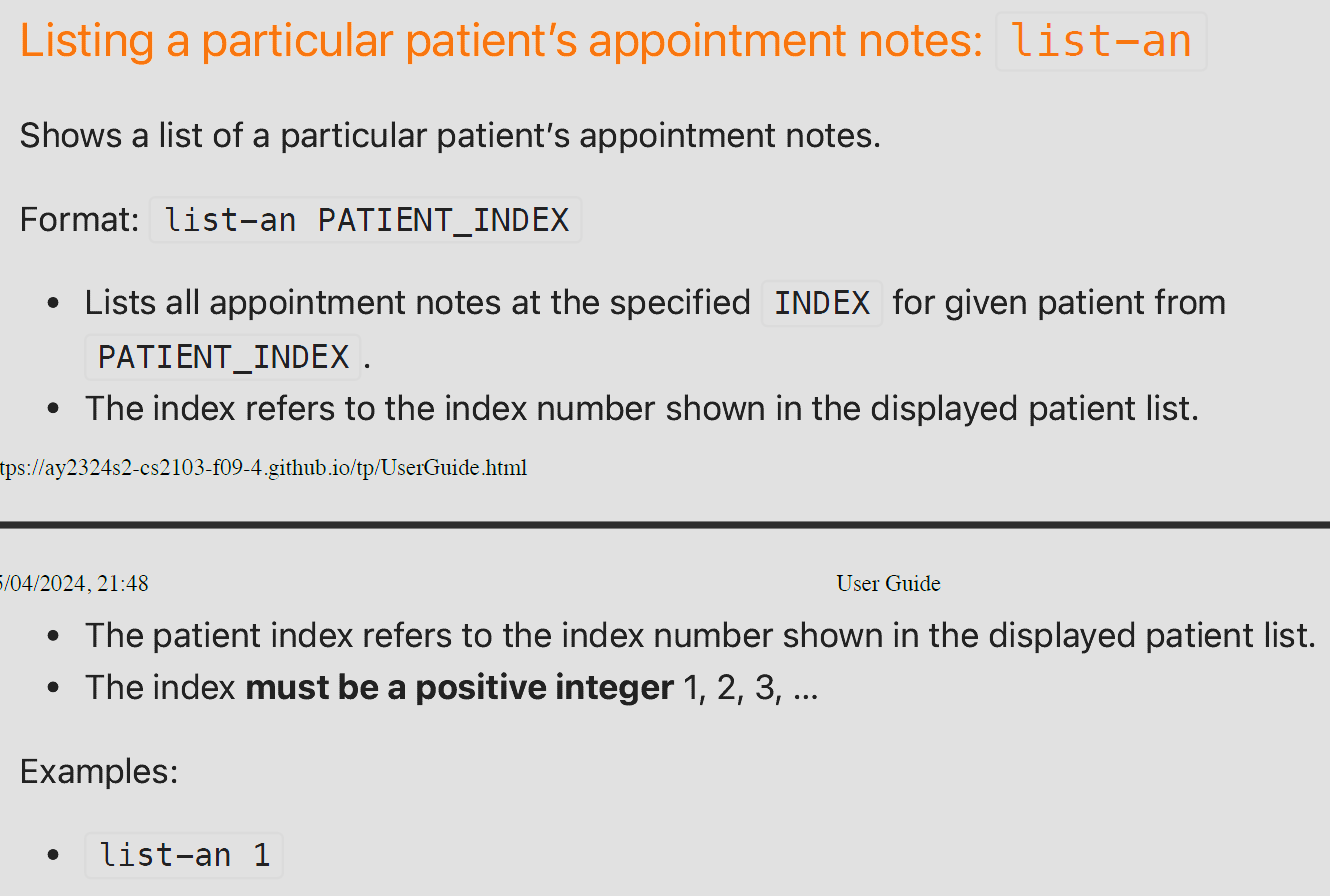 Listing a particular patient’s appointment notes: list-an
Shows a list of a particular patient’s appointment notes.
Format: list-an PATIENT_INDEX
• Lists all appointment notes at the specified INDEX for given patient from
PATIENT_INDEX.
• The index refers to the index number shown in the displayed patient list.
tps://ay2324s2-cs2103-f09-4.github.io/tp/UserGuide.html
5/04/2024, 21:48 User Guide
• The patient index refers to the index number shown in the displayed patient list.
• The index must be a positive integer 1, 2, 3, …
Examples:
• list-an 1